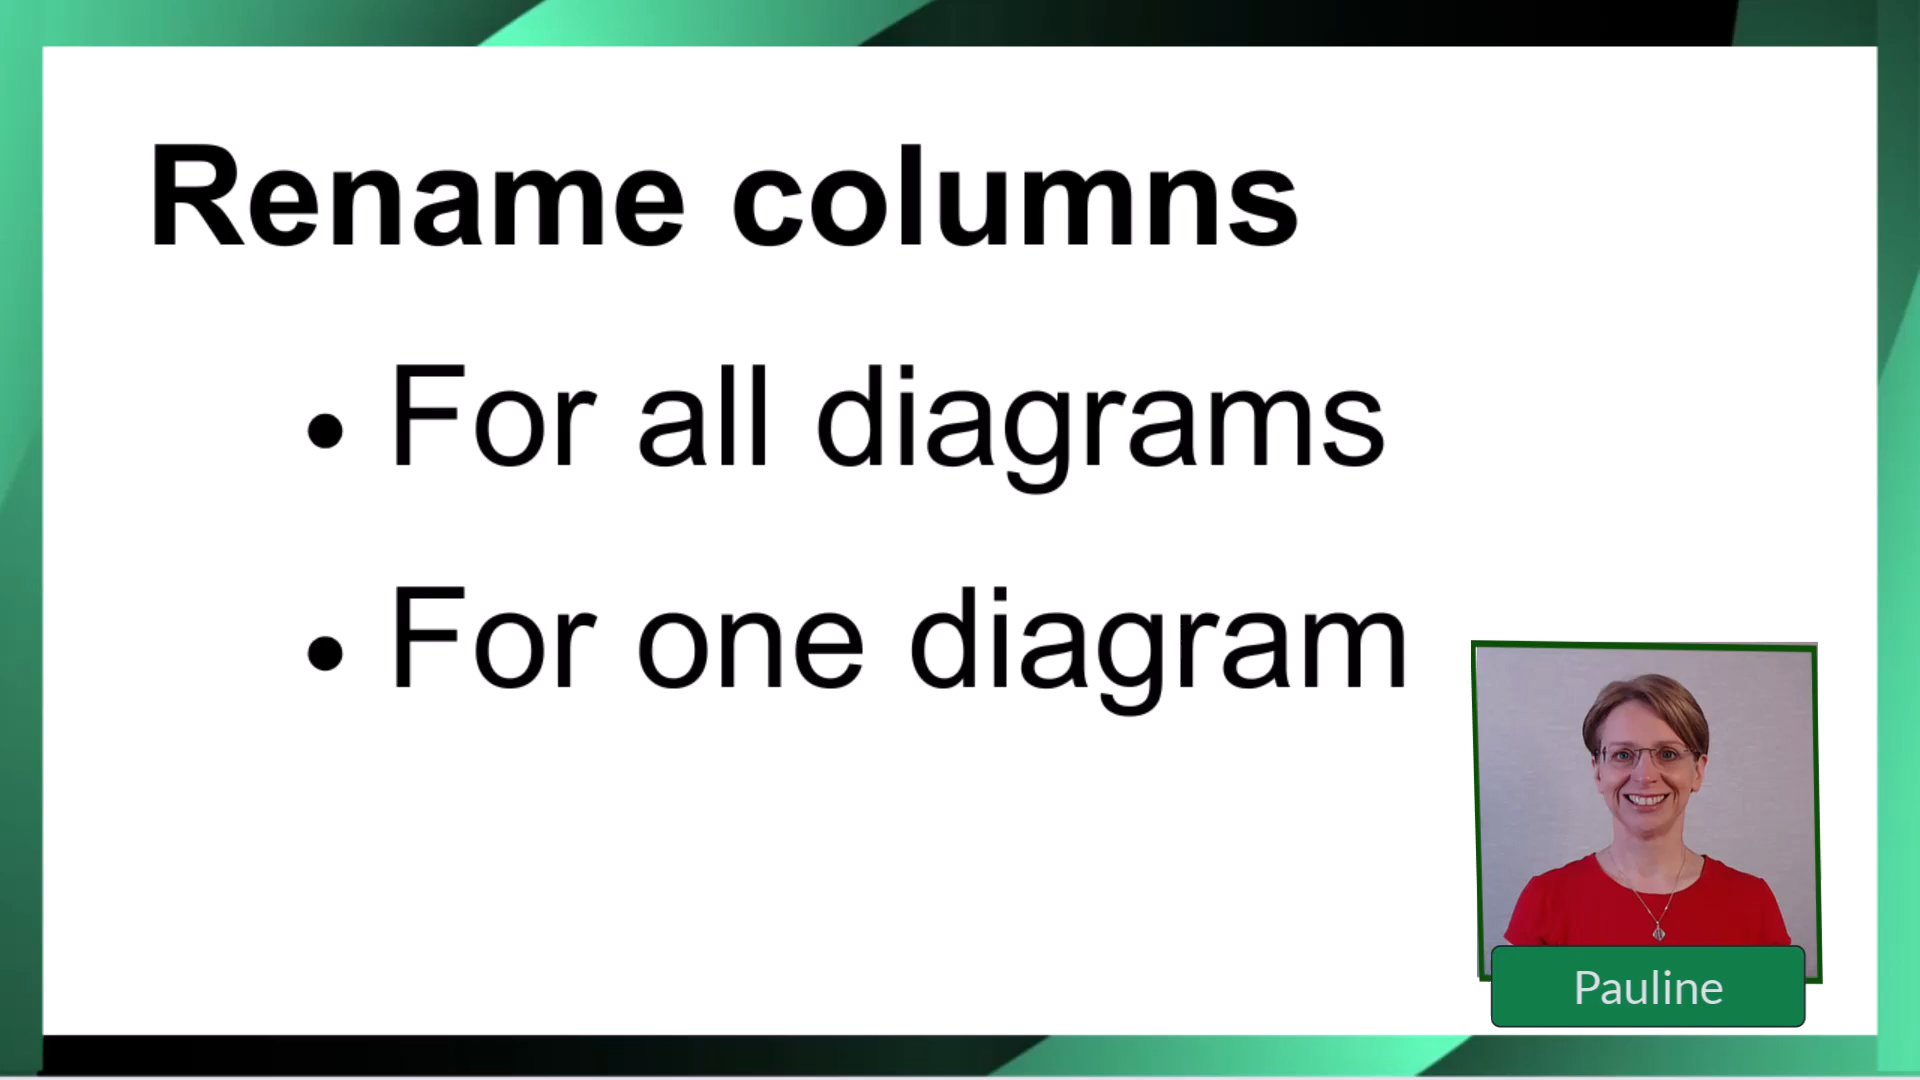 Rename columns
• For all diagrams
• For one diagram
Pauline